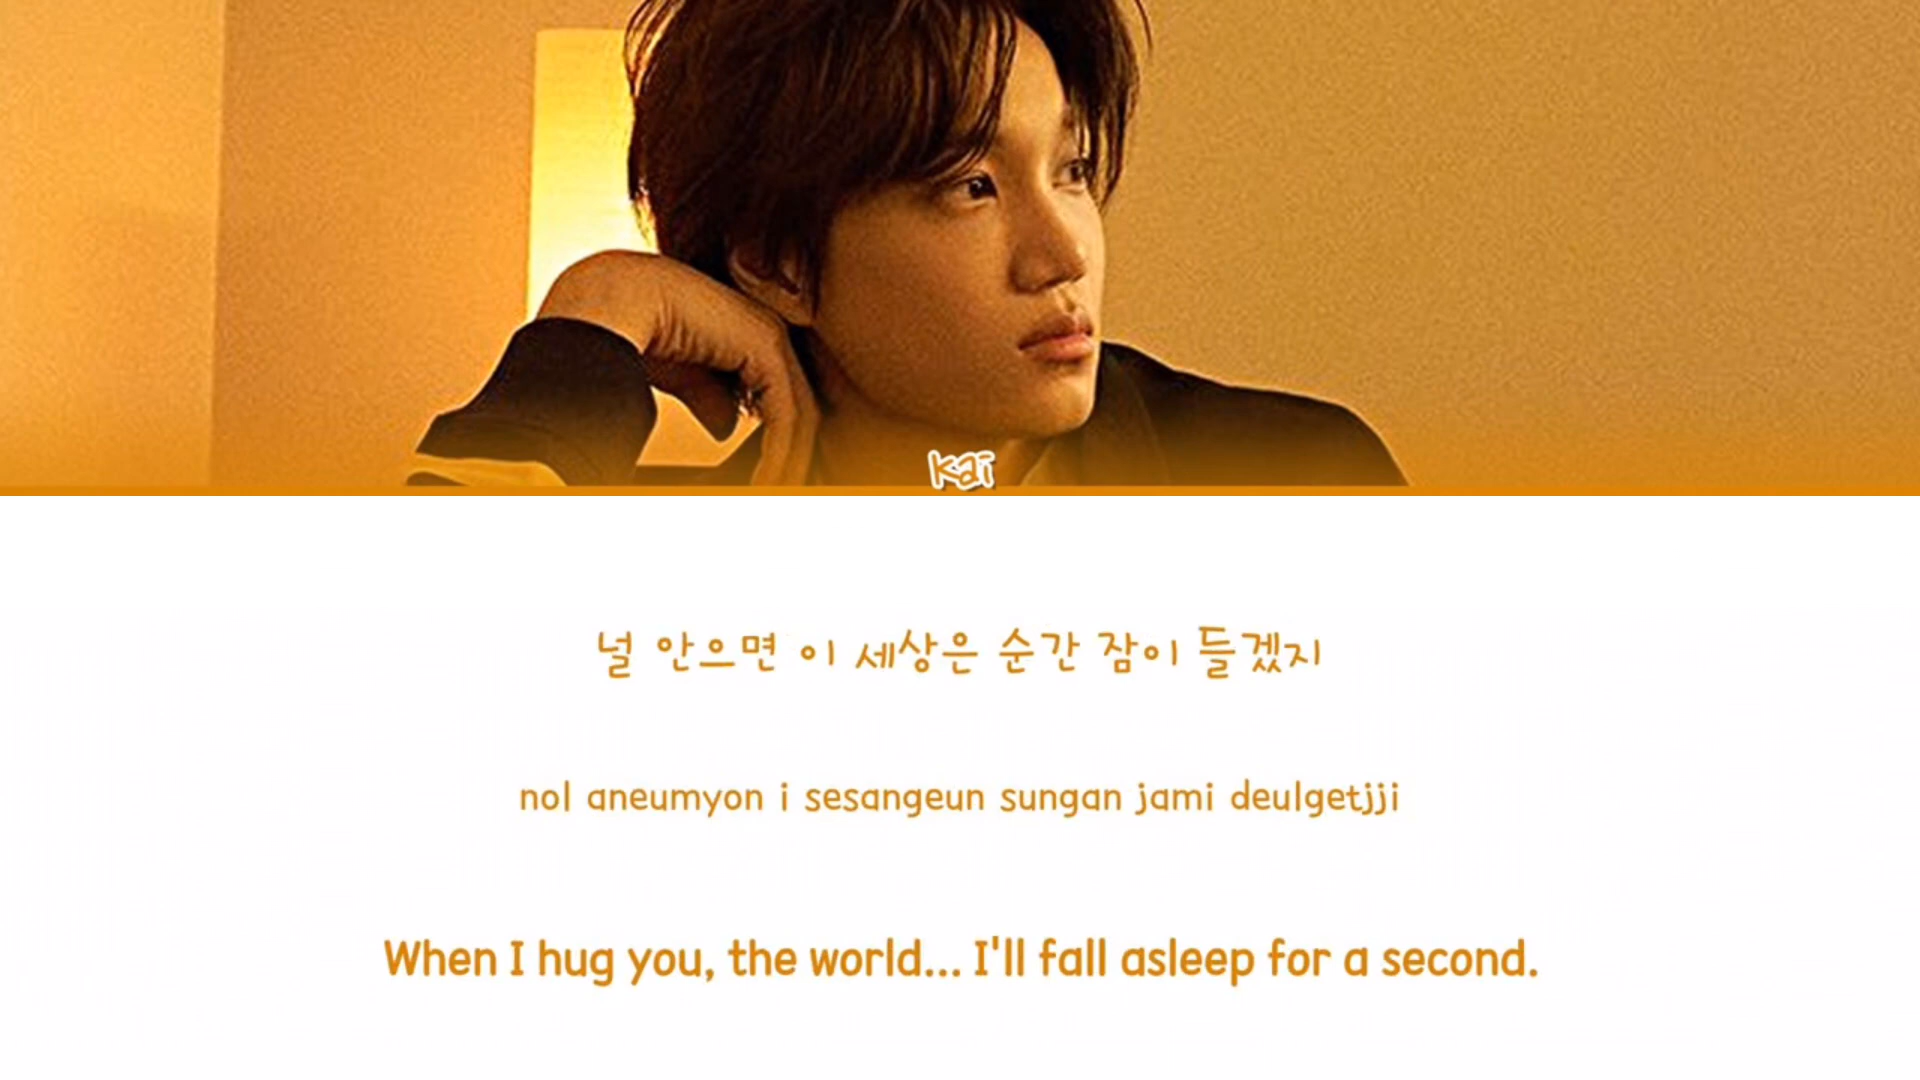 kai
널 안으면 이 세상은 순간 잠이 들겠지
nol aneumyon i sesangeun sungan jami deulgetjji
When I hug you, the world... I'll fall asleep for a second.